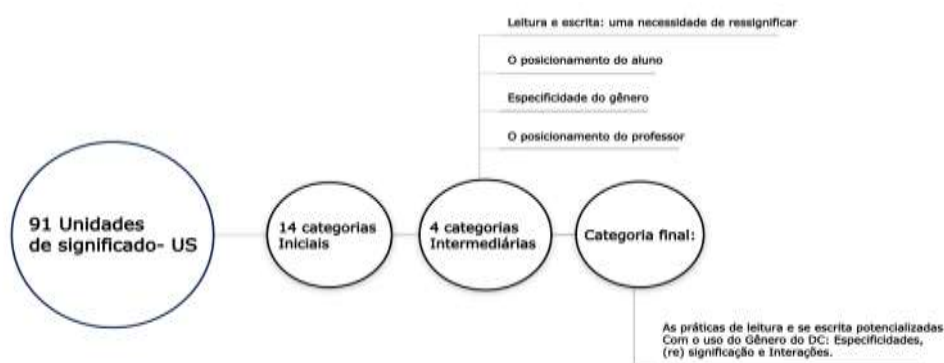 Leitura e escrita: uma necessidade de ressignificar
O posicionamento do aluno
Especificidade do gênero
O posicionamento do professor
91 Unidades
de significado- US
14 categorias
Iniciais
4 categorias
Intermediárias
Categoria final:
As práticas de leitura e se escrita potencializadas
Com o uso do Gênero do DC: Especificidades,
(re) significação e Interações.